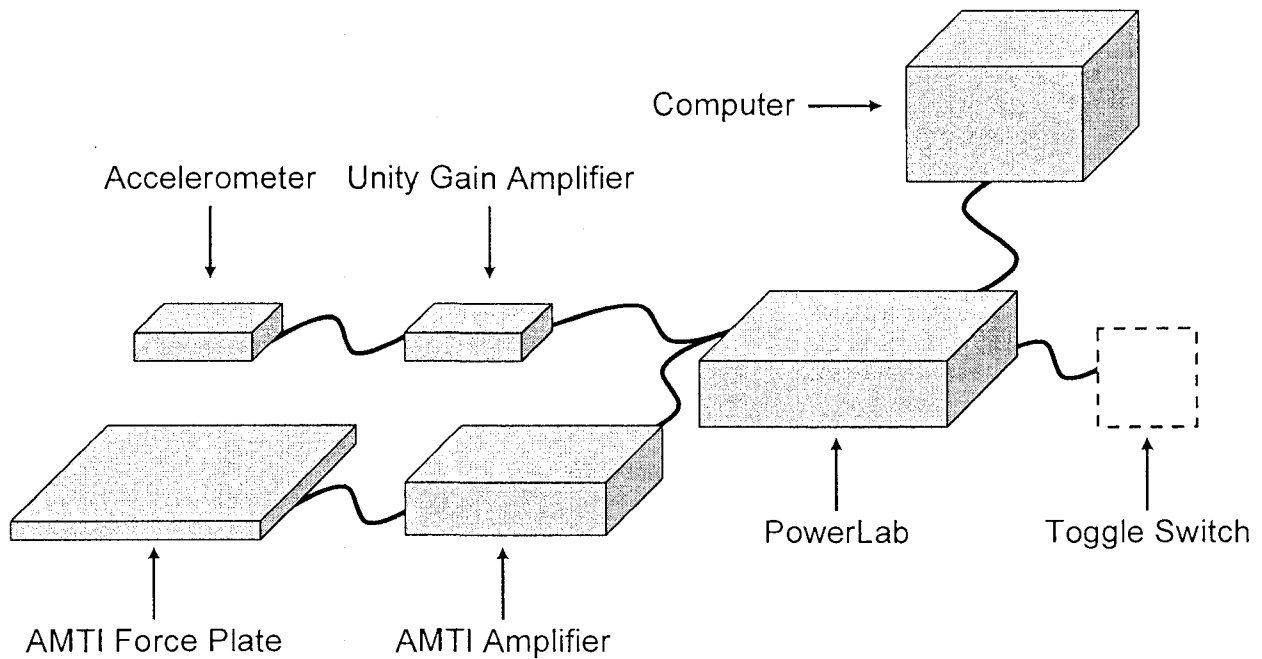 Computer
Accelerometer
Unity Gain Amplifier
PowerLab
Toggle Switch
AMTI Force Plate
AMTI Amplifier